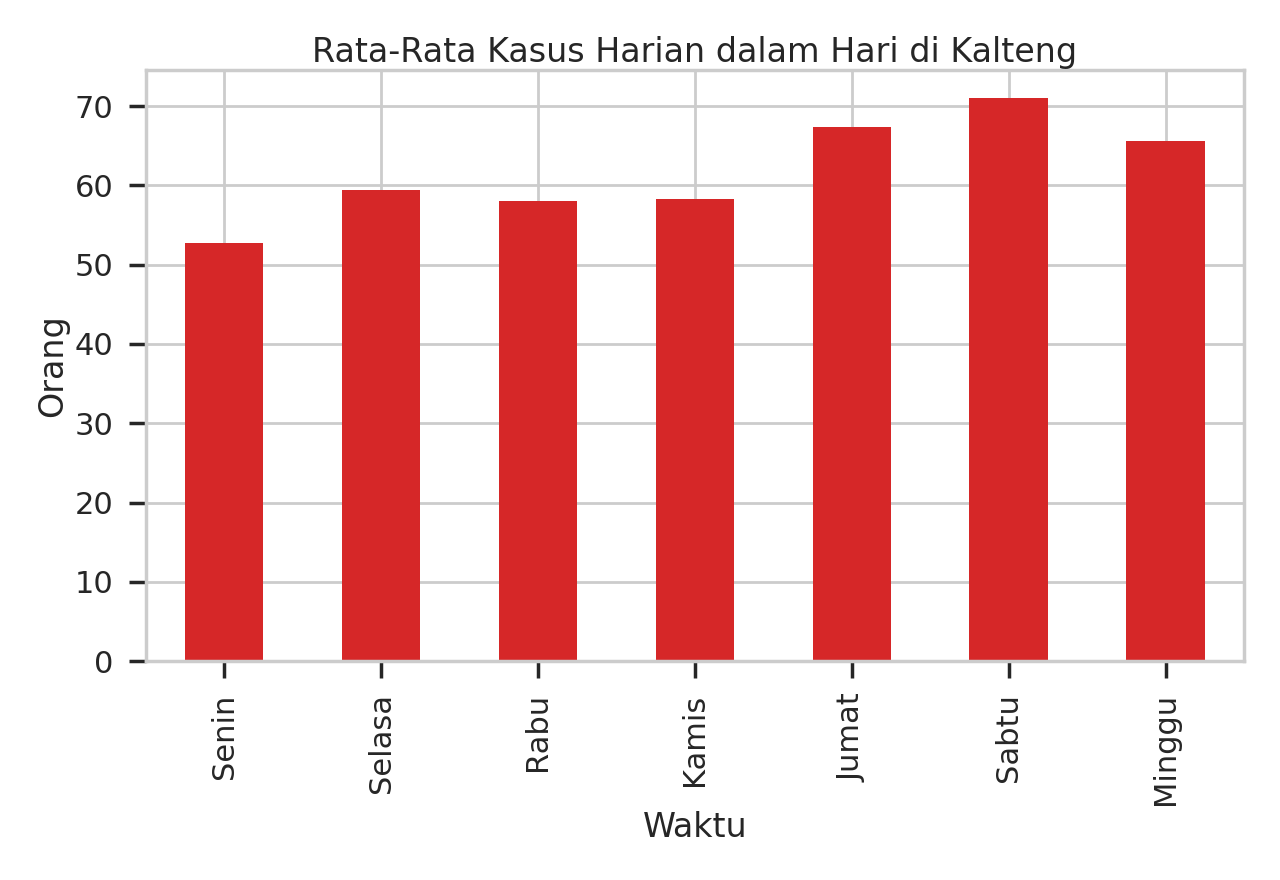 Rata-Rata Kasus Harian dalam Hari di Kalteng
70
60
50
40
30
20
10
0
Orang
Senin
Selasa
Rabu
Kamis
Jumat
Sabtu
Minggu
Waktu